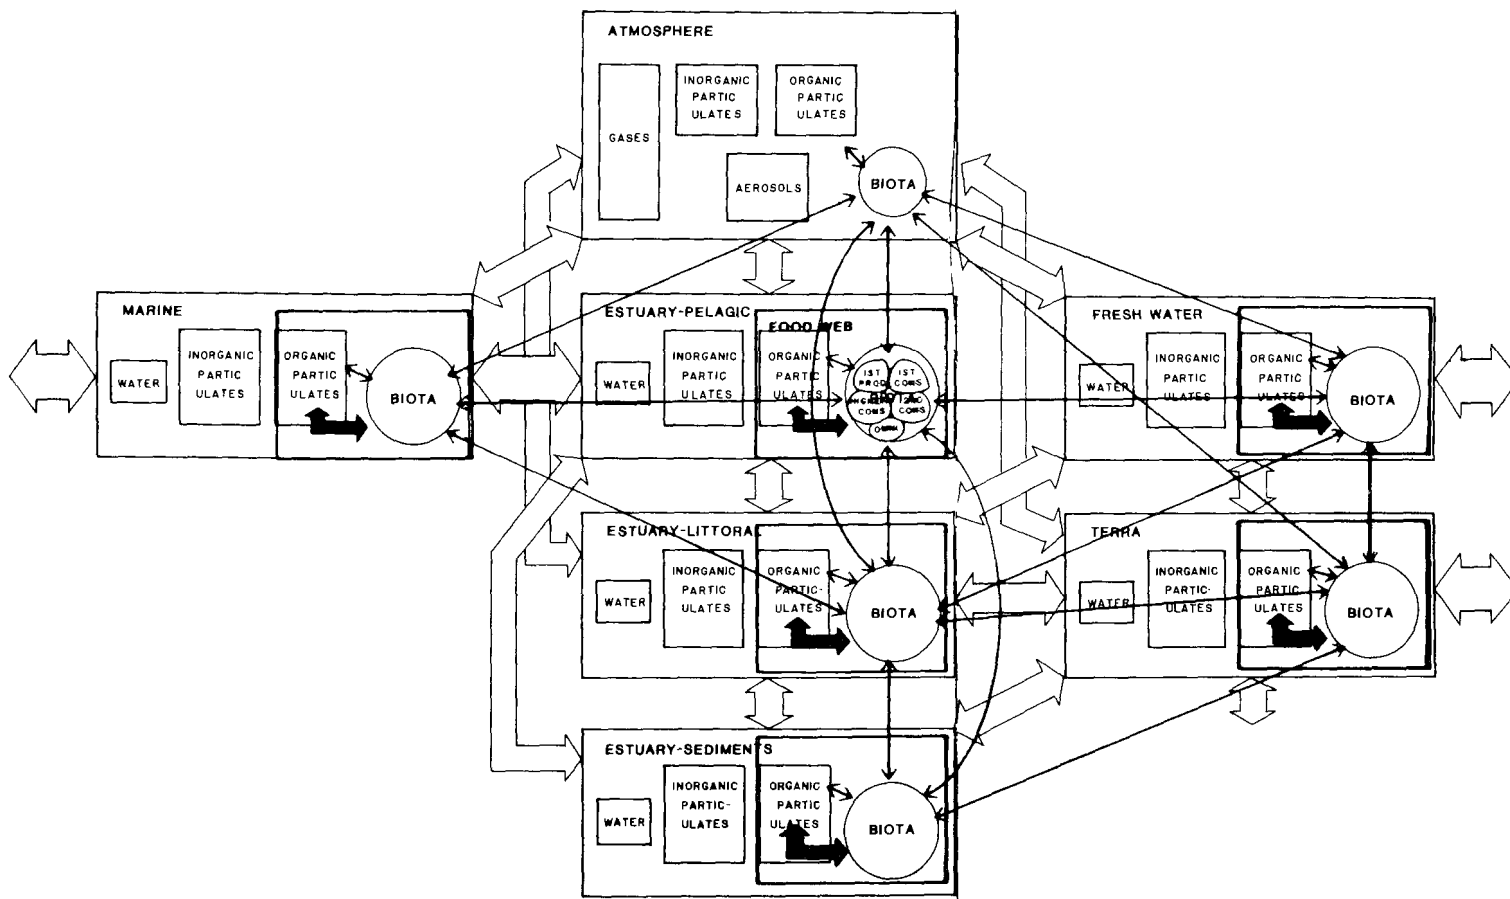 ATMOSPHERE
GASES
INORGANIC
PARTIC
ULATES
ORGANIC
PARTIC
ULATES
AEROSOLS
BIOTA
MARINE
WATER
INORGANIC
PARTIC
ULATES
ORGANIC
PARTIC
ULATES
BIOTA
ESTUARY-PELAGIC
WATER
INORGANIC
PARTIC
ULATES
FOOD WEB
ORGANIC
PARTIC
ULATES
1ST
PROD
1ST
CONS
CONS
2ND
CONS
FRESH WATER
WATER
INORGANIC
PARTIC
ULATES
ORGANIC
PARTIC
ULATES
BIOTA
ESTUARY-LITTORAL
WATER
INORGANIC
PARTIC
ULATES
ORGANIC
PARTIC-
ULATES
BIOTA
TERRA
WATER
INORGANIC
PARTIC-
ULATES
ORGANIC
PARTIC
ULATES
BIOTA
ESTUARY-SEDIMENTS
WATER
INORGANIC
PARTIC-
ULATES
ORGANIC
PARTIC
ULATES
BIOTA